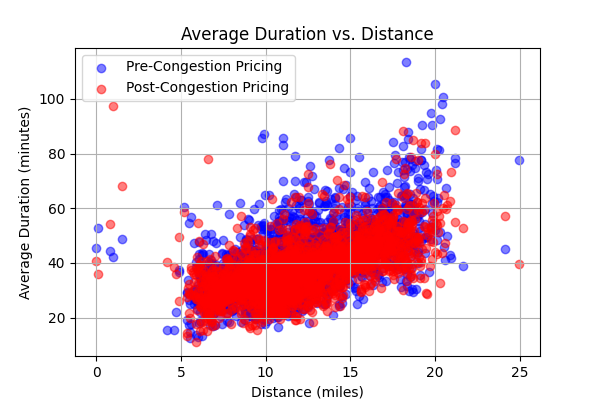 Average Duration vs. Distance
Pre-Congestion Pricing
Post-Congestion Pricing
Average Duration (minutes)
100
80
60
40
20
0 5 10 15 20 25
Distance (miles)